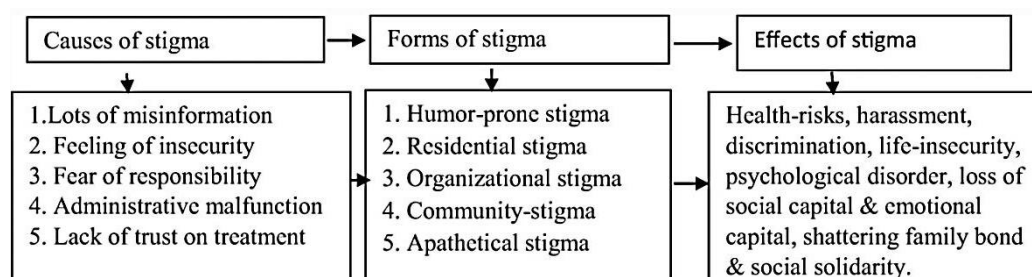 Causes of stigma
Forms of stigma
Effects of stigma
1.Lots of misinformation
2. Feeling of insecurity
3. Fear of responsibility
4. Administrative malfunction
5. Lack of trust on treatment
1. Humor-prone stigma
2. Residential stigma
3. Organizational stigma
4. Community-stigma
5. Apathetical stigma
Health-risks, harassment,
discrimination, life-insecurity,
psychological disorder, loss of
social capital & emotional
capital, shattering family bond
& social solidarity.